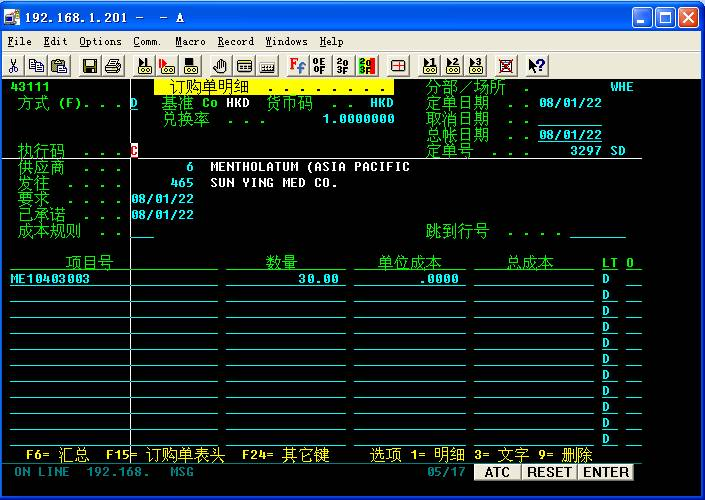 192.168.1.201 - - A
File Edit Options Comm. Macro Record Windows Help
43111 订购单明细 . . . . . . . . 分部／场所 . WHE
方式 (F). . . D 基准 Co HKD 货币码 . . HKD 定单日期 . . 08/01/22
兑换率 . . . 1.0000000 取消日期 . .
总帐日期 . . 08/01/22
执行码 . . . C 定单号 . . . 3297 SD
供应商 . . . 6 MENTHOLATUM (ASIA PACIFIC
发往 . . . . 465 SUN YING MED CO.
要求 . . . . 08/01/22
已承诺 . . . 08/01/22
成本规则 . . 跳到行号 . . . .
项目号 数量 单位成本 总成本 LT O
ME10403003 30.00 .0000 D
D
D
D
D
D
D
D
D
D
D
F6= 汇总 F15= 订购单表头 F24= 其它键 选项 1= 明细 3= 文字 9= 删除
ON LINE 192.168. MSG 05/17 ATC RESET ENTER